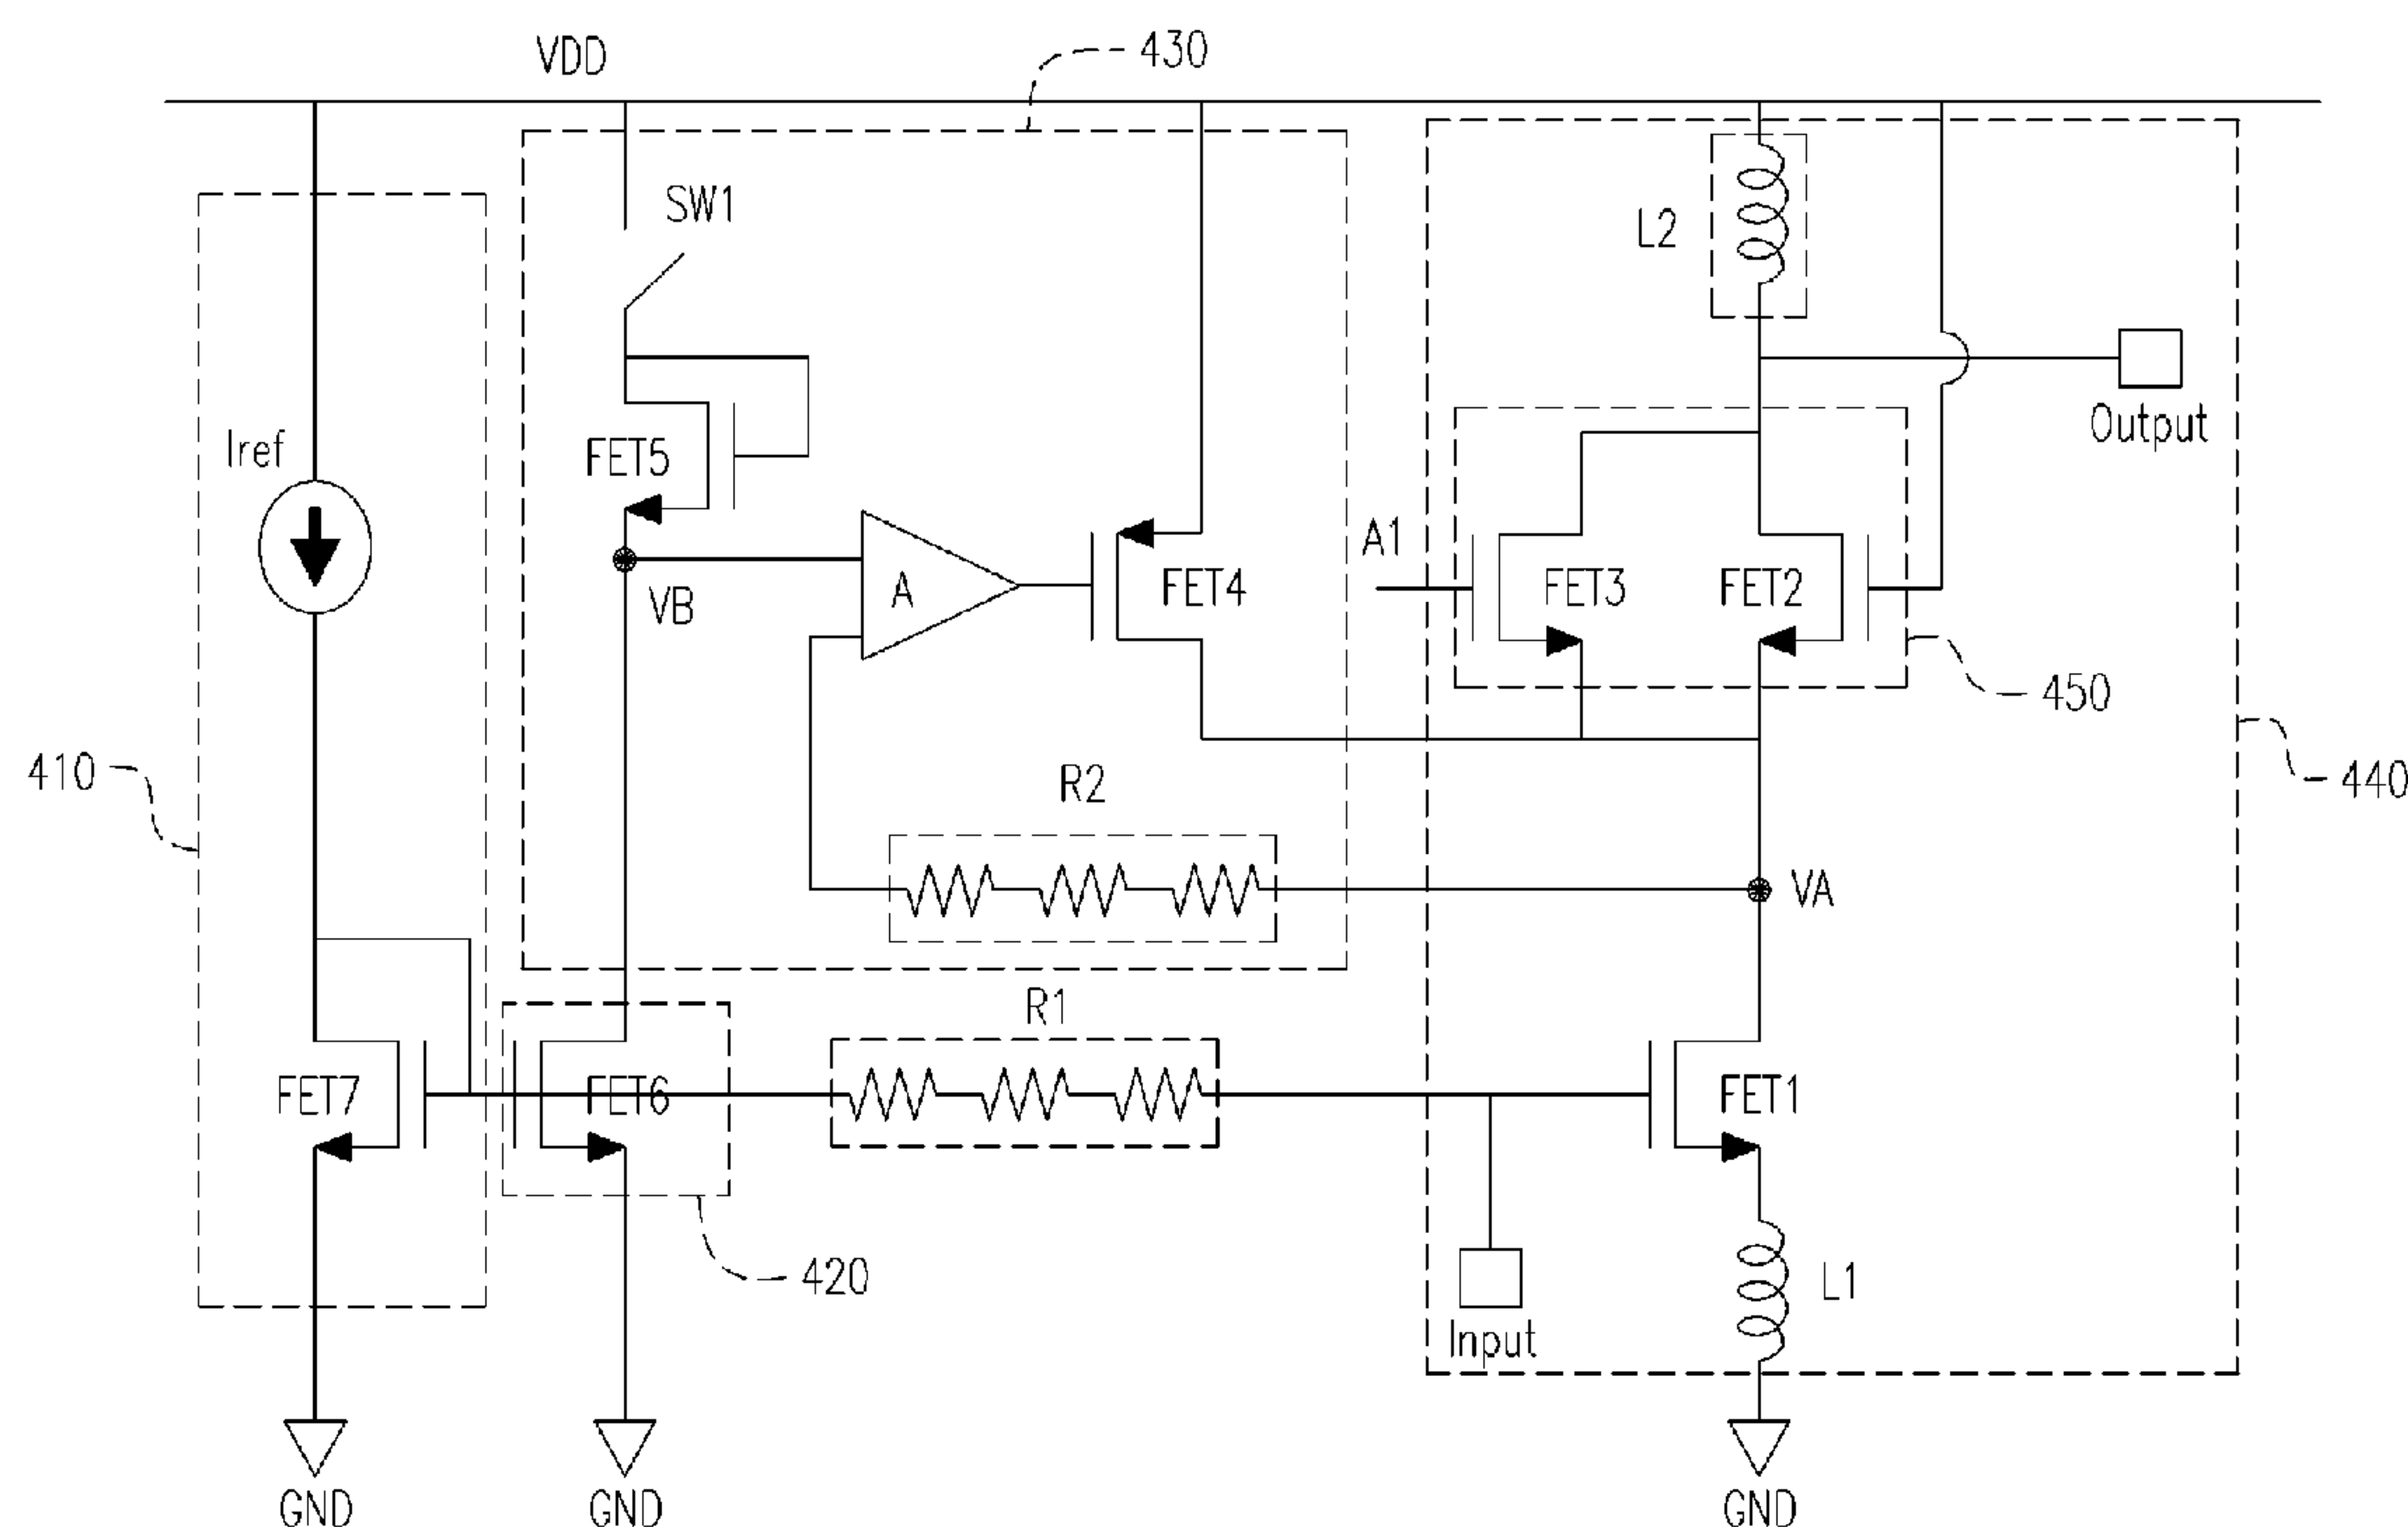 VDD
430
SW1
L2
Iref
FET5
Output
A1
VB
A
FET4
FET3
FET2
450
410
R2
440
VA
R1
FET7
FET6
FET1
420
L1
Input
GND
GND
GND